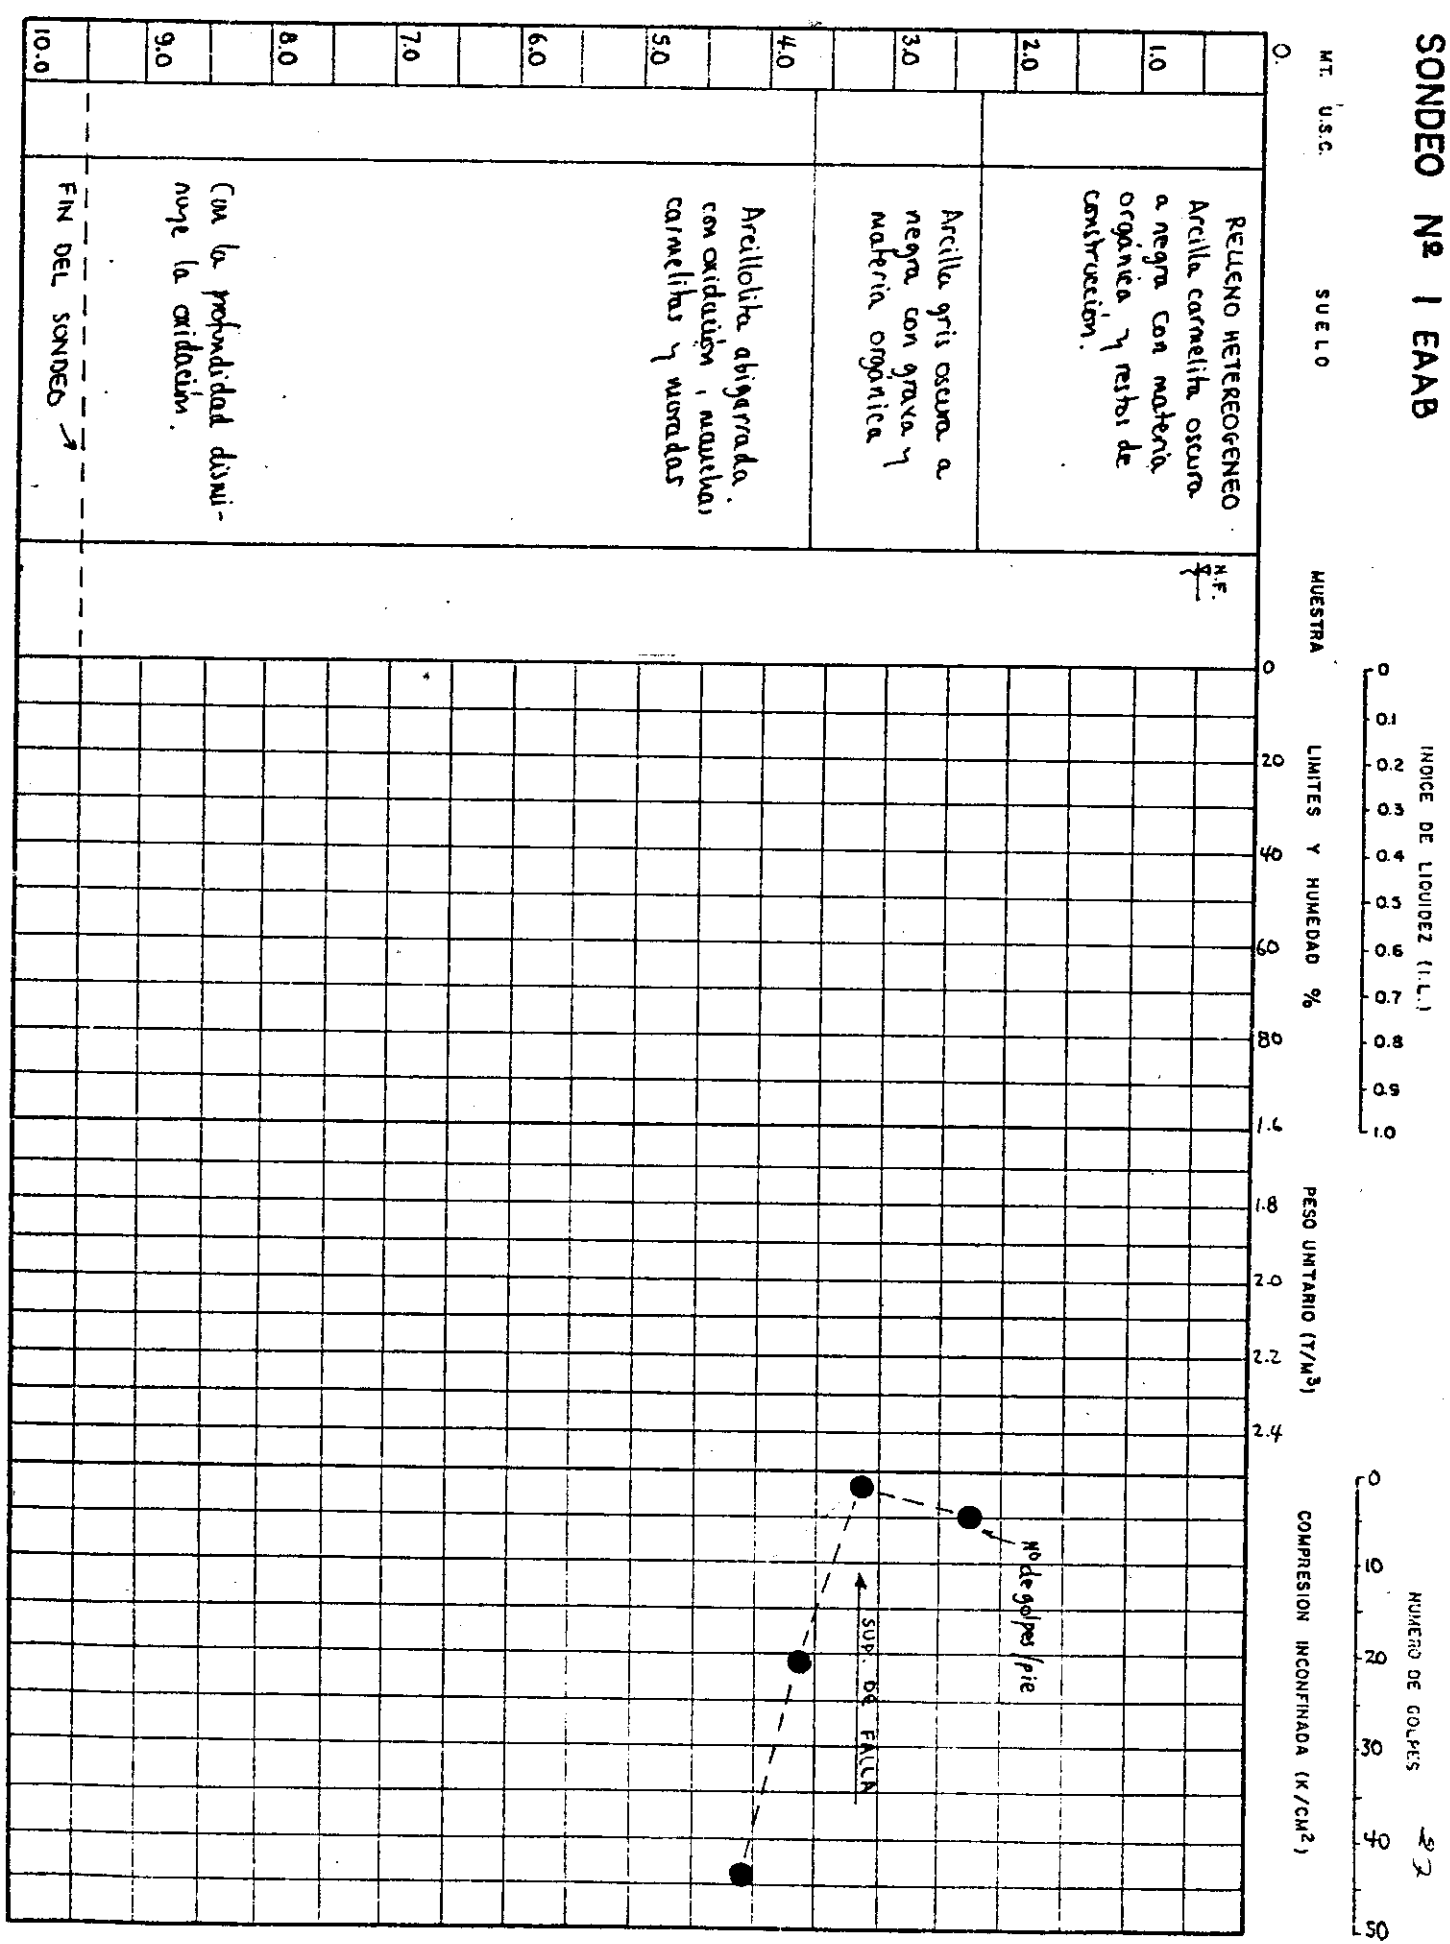 SONDEO Nº 1 EAAB
INDICE DE LIQUIDEZ (I.L.)
0 0.1 0.2 0.3 0.4 0.5 0.6 0.7 0.8 0.9 1.0
NUMERO DE GOLPES
0 10 20 30 40 50
MT. U.S.C. SUELO MUESTRA LIMITES Y HUMEDAD % PESO UNITARIO (T/M³) COMPRESION INCONFINADA (K/CM²)
0. 0 20 40 60 80 1.6 1.8 2.0 2.2 2.4
N.F.
RELLENO HETEREOGENEO
Arcilla carmelita oscura
a negra con materia
orgánica y restos de
construcción.
1.0
2.0
Nº de golpes/pie
Arcilla gris oscura a
negra con grava y
materia orgánica
3.0
SUP. DE FALLA
4.0
Arcillolita abigarrada.
con oxidación, manchas
carmelitas y moradas
5.0
6.0
7.0
8.0
Con la profundidad dismi-
nuye la oxidación.
9.0
FIN DEL SONDEO
10.0